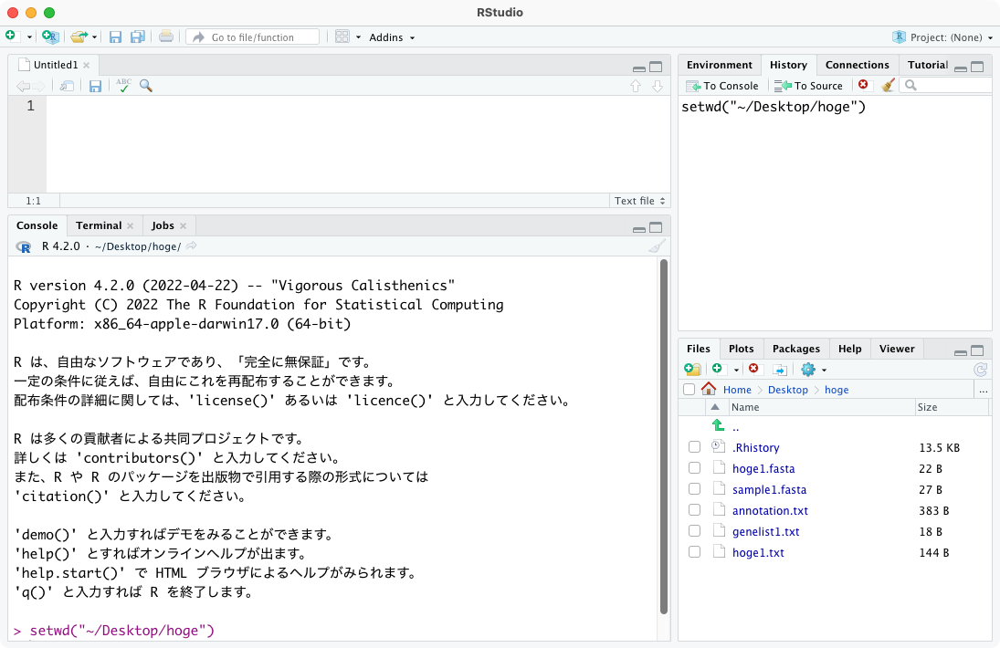 RStudio
Go to file/function
Addins
Project: (None)
Untitled1
ABC
1
1:1
Text file
Console Terminal Jobs
R 4.2.0 · ~/Desktop/hoge/
R version 4.2.0 (2022-04-22) -- "Vigorous Calisthenics"
Copyright (C) 2022 The R Foundation for Statistical Computing
Platform: x86_64-apple-darwin17.0 (64-bit)
R は、自由なソフトウェアであり、「完全に無保証」です。
一定の条件に従えば、自由にこれを再配布することができます。
配布条件の詳細に関しては、'license()' あるいは 'licence()' と入力してください。
R は多くの貢献者による共同プロジェクトです。
詳しくは 'contributors()' と入力してください。
また、R や R のパッケージを出版物で引用する際の形式については
'citation()' と入力してください。
'demo()' と入力すればデモをみることができます。
'help()' とすればオンラインヘルプが出ます。
'help.start()' で HTML ブラウザによるヘルプがみられます。
'q()' と入力すれば R を終了します。
> setwd("~/Desktop/hoge")
Environment History Connections Tutorial
To Console To Source
setwd("~/Desktop/hoge")
Files Plots Packages Help Viewer
Home Desktop hoge ...
Name Size
..
.Rhistory 13.5 KB
hoge1.fasta 22 B
sample1.fasta 27 B
annotation.txt 383 B
genelist1.txt 18 B
hoge1.txt 144 B